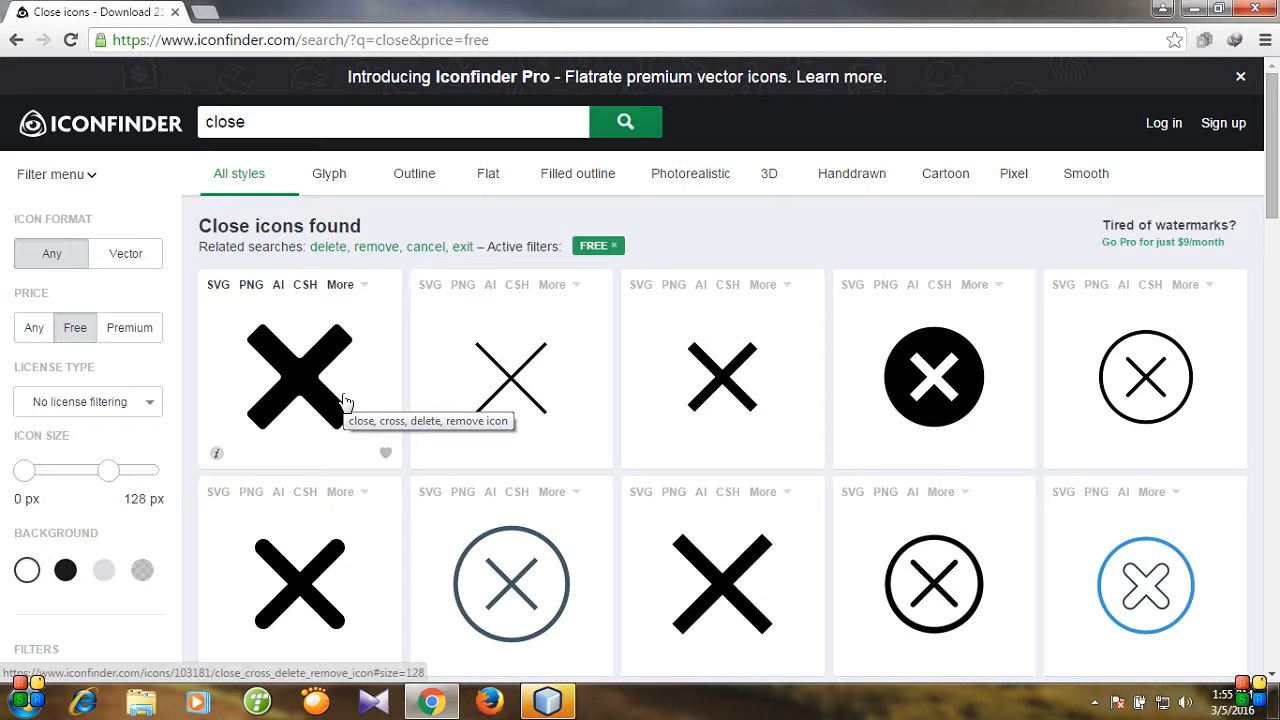 Close icons - Download 21
https://www.iconfinder.com/search/?q=close&price=free
Introducing Iconfinder Pro - Flatrate premium vector icons. Learn more.
ICONFINDER
close
Log in
Sign up
Filter menu
All styles
Glyph
Outline
Flat
Filled outline
Photorealistic
3D
Handdrawn
Cartoon
Pixel
Smooth
ICON FORMAT
Any
Vector
PRICE
Any
Free
Premium
LICENSE TYPE
No license filtering
ICON SIZE
0 px
128 px
BACKGROUND
FILTERS
Close icons found
Related searches: delete, remove, cancel, exit – Active filters: FREE ×
Tired of watermarks?
Go Pro for just $9/month
SVG PNG AI CSH More
SVG PNG AI CSH More
SVG PNG AI CSH More
SVG PNG AI CSH More
SVG PNG AI CSH More
close, cross, delete, remove icon
SVG PNG AI CSH More
SVG PNG AI CSH More
SVG PNG AI CSH More
SVG PNG AI More
SVG PNG AI More
https://www.iconfinder.com/icons/103181/close_cross_delete_remove_icon#size=128
1:55
3/5/2016